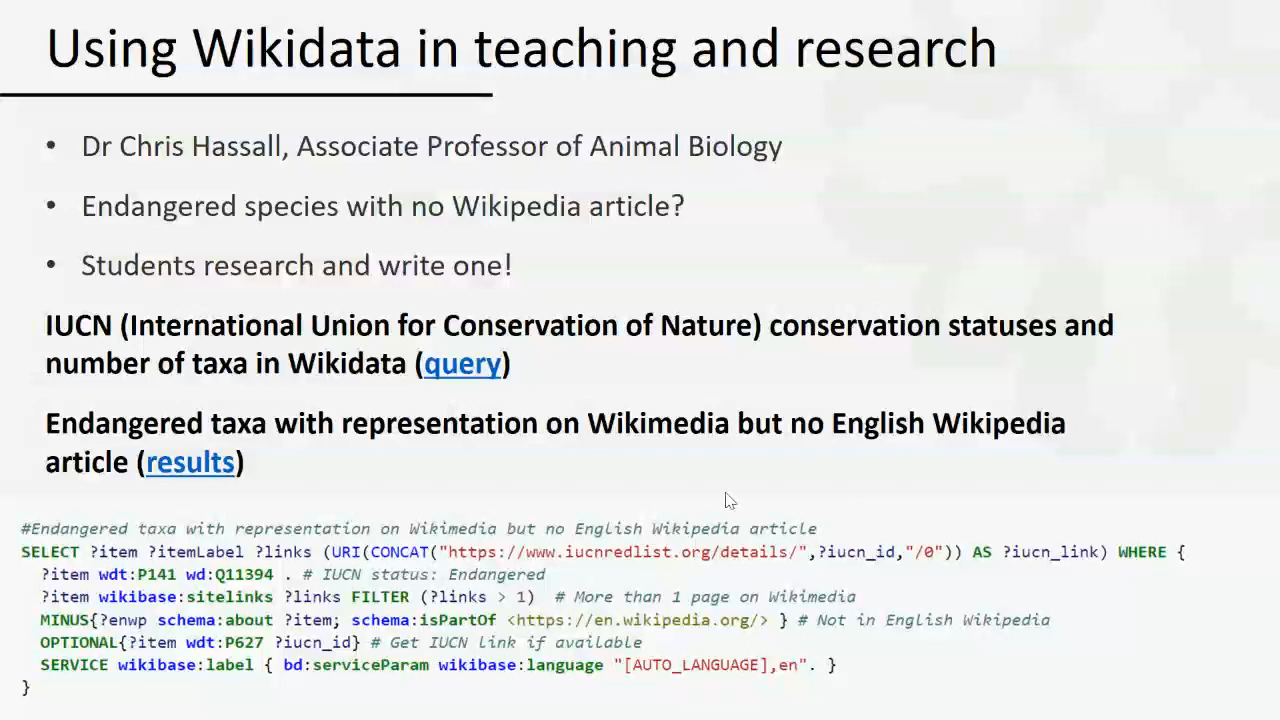 Using Wikidata in teaching and research
• Dr Chris Hassall, Associate Professor of Animal Biology
• Endangered species with no Wikipedia article?
• Students research and write one!
IUCN (International Union for Conservation of Nature) conservation statuses and
number of taxa in Wikidata (query)
Endangered taxa with representation on Wikimedia but no English Wikipedia
article (results)
#Endangered taxa with representation on Wikimedia but no English Wikipedia article
SELECT ?item ?itemLabel ?links (URI(CONCAT("https://www.iucnredlist.org/details/",?iucn_id,"/0")) AS ?iucn_link) WHERE {
  ?item wdt:P141 wd:Q11394 . # IUCN status: Endangered
  ?item wikibase:sitelinks ?links FILTER (?links > 1)  # More than 1 page on Wikimedia
  MINUS{?enwp schema:about ?item; schema:isPartOf <https://en.wikipedia.org/> } # Not in English Wikipedia
  OPTIONAL{?item wdt:P627 ?iucn_id} # Get IUCN link if available
  SERVICE wikibase:label { bd:serviceParam wikibase:language "[AUTO_LANGUAGE],en". }
}